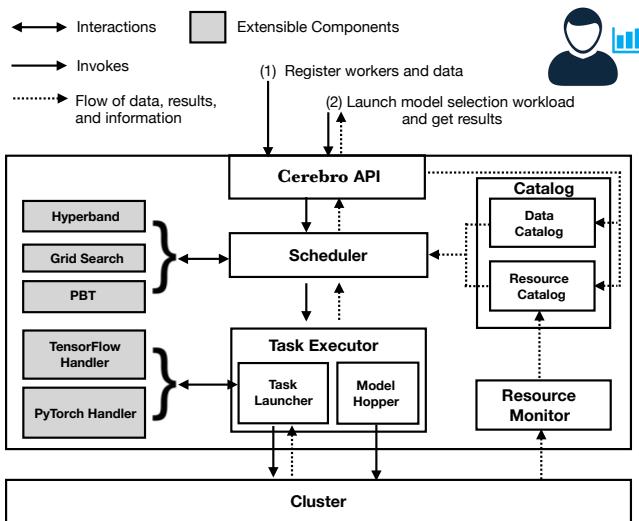 Interactions
Extensible Components
Invokes
Flow of data, results,
and information
(1) Register workers and data
(2) Launch model selection workload
and get results
Cerebro API
Catalog
Hyperband
Grid Search
PBT
Scheduler
Data
Catalog
Resource
Catalog
TensorFlow
Handler
PyTorch Handler
Task Executor
Task
Launcher
Model
Hopper
Resource
Monitor
Cluster